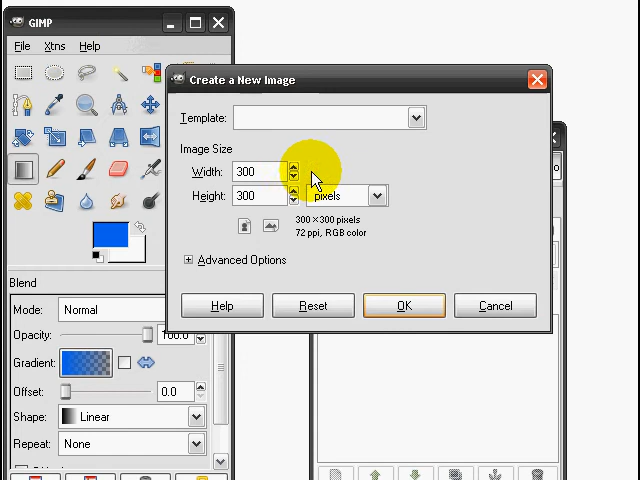 GIMP
File Xtns Help
Create a New Image
Template:
Image Size
Width: 300
Height: 300 pixels
300 × 300 pixels
72 ppi, RGB color
Advanced Options
Help Reset OK Cancel
Blend
Mode: Normal
Opacity: 100.0
Gradient:
Offset: 0.0
Shape: Linear
Repeat: None